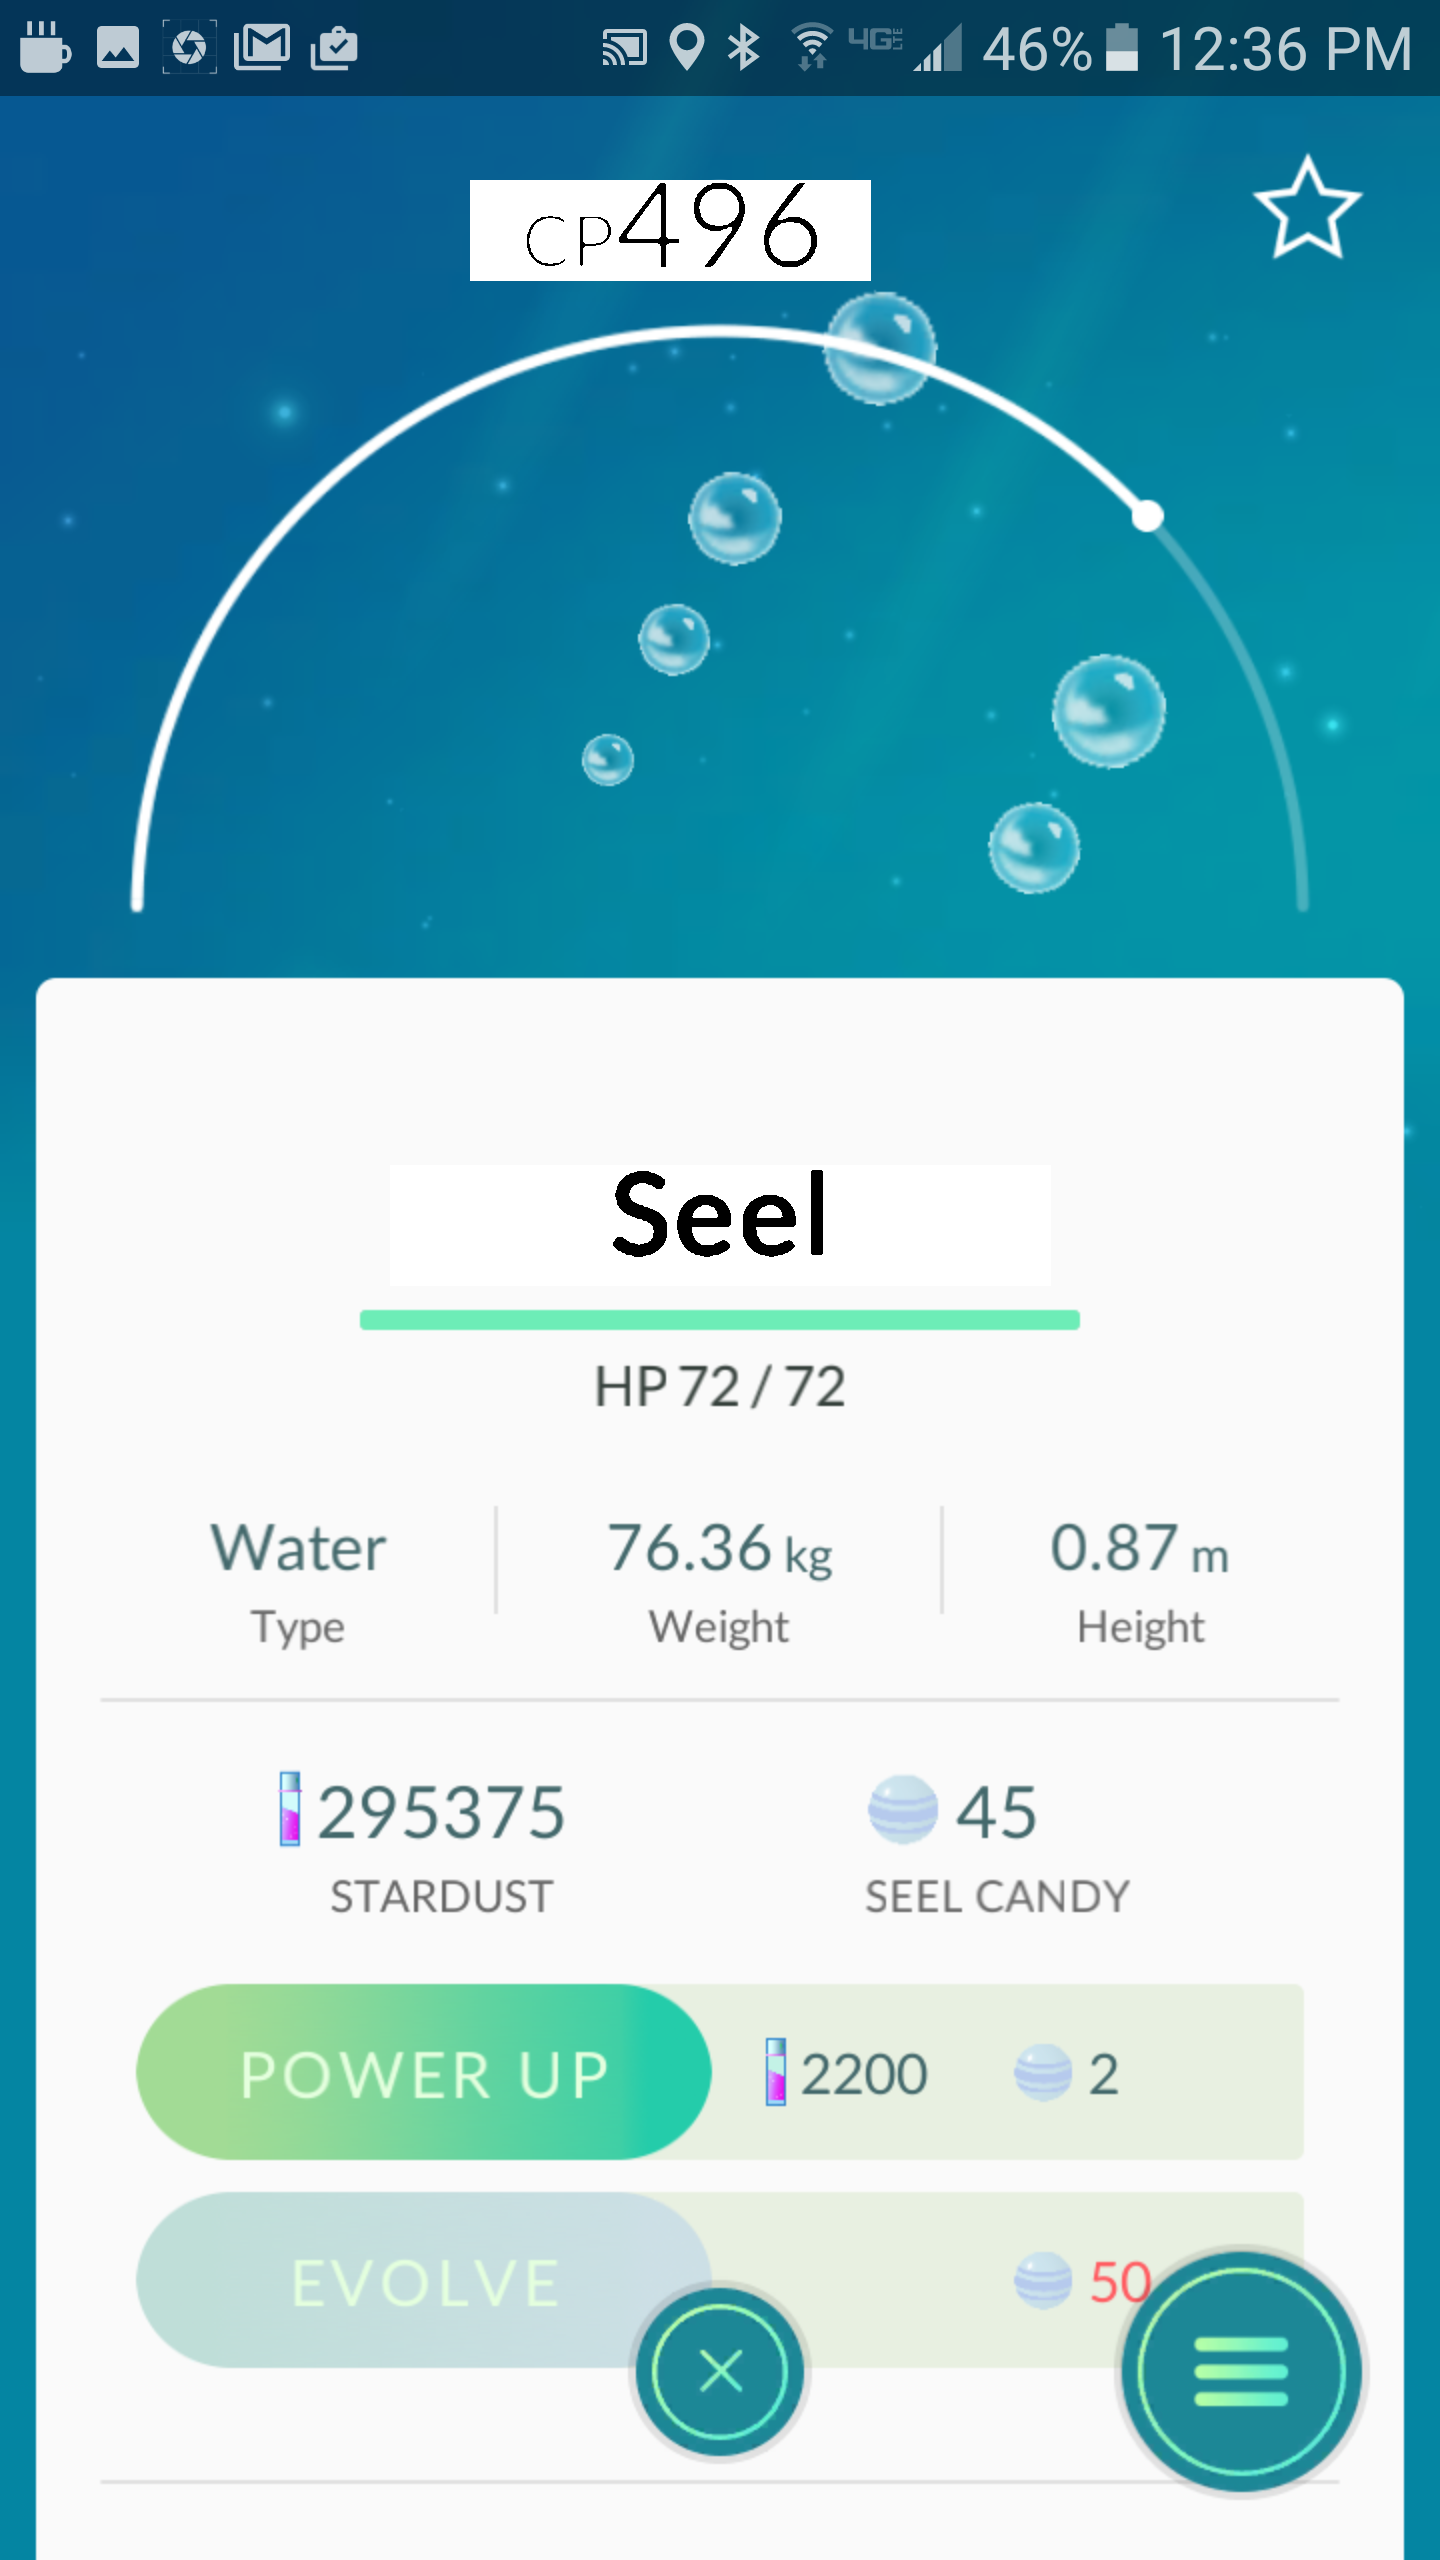 4G LTE 46% 12:36 PM
CP496
Seel
HP 72 / 72
Water 76.36 kg 0.87 m
Type Weight Height
295375 45
STARDUST SEEL CANDY
POWER UP 2200 2
EVOLVE 50